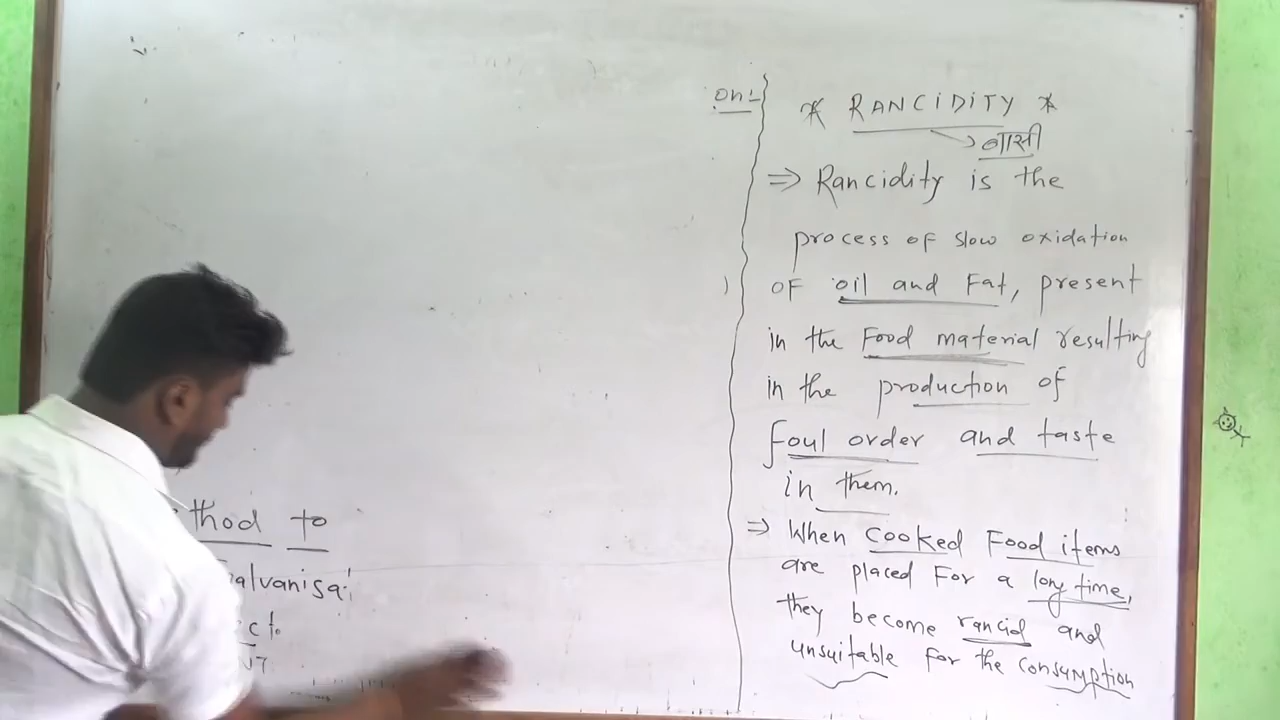 thod to
alvanisa
ct.
on:-
* RANCIDITY *
→ बासी
⇒ Rancidity is the
process of slow oxidation
of oil and Fat, present
in the Food material resulting
in the production of
foul order and taste
in them.
⇒ When cooked Food items
are placed For a long time,
they become rancid and
unsuitable for the consumption